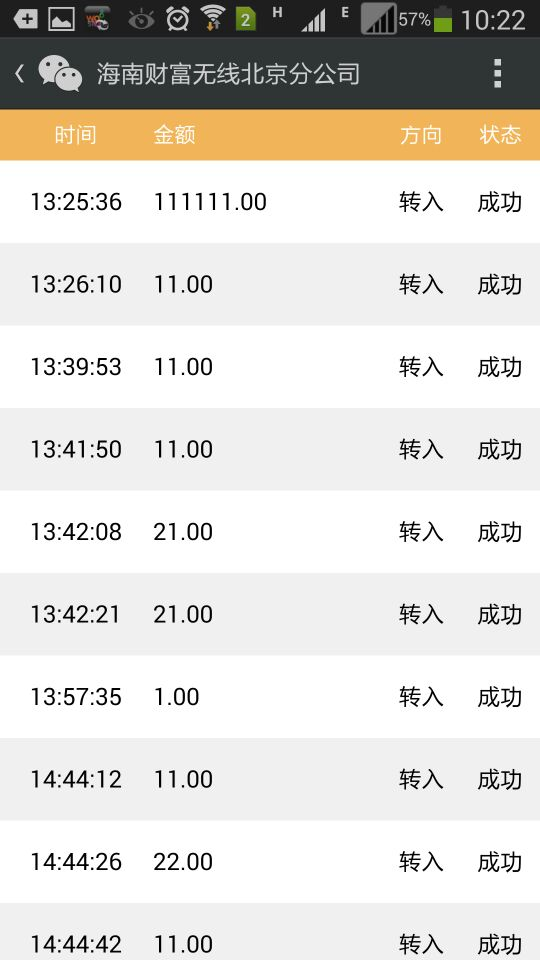 2 H E 57% 10:22
海南财富无线北京分公司
时间 金额 方向 状态
13:25:36 111111.00 转入 成功
13:26:10 11.00 转入 成功
13:39:53 11.00 转入 成功
13:41:50 11.00 转入 成功
13:42:08 21.00 转入 成功
13:42:21 21.00 转入 成功
13:57:35 1.00 转入 成功
14:44:12 11.00 转入 成功
14:44:26 22.00 转入 成功
14:44:42 11.00 转入 成功